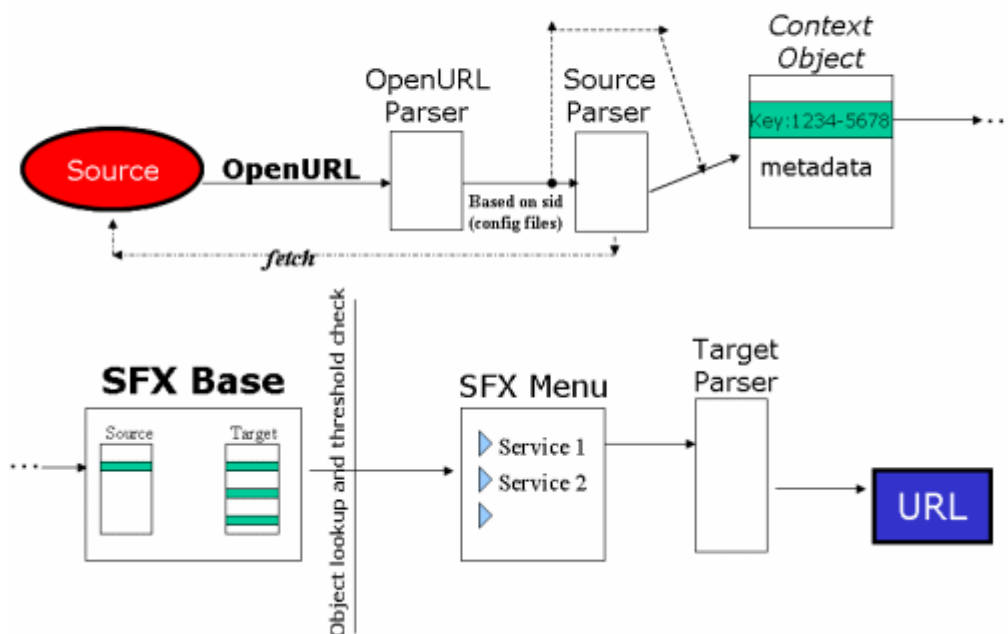 Context
Object
OpenURL
Parser
Source
Parser
Key:1234-5678
...
Source
OpenURL
metadata
Based on sid
(config files)
fetch
SFX Base
Object lookup and threshold check
SFX Menu
Target
Parser
Source
Target
Service 1
...
Service 2
URL